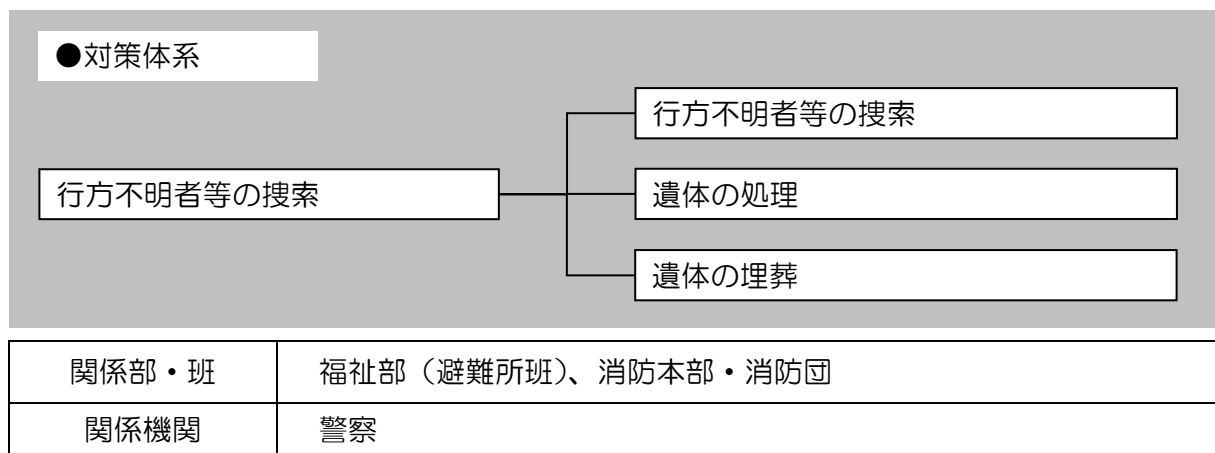 ●対策体系
行方不明者等の捜索
行方不明者等の捜索
遺体の処理
遺体の埋葬
関係部・班 福祉部（避難所班）、消防本部・消防団
関係機関 警察